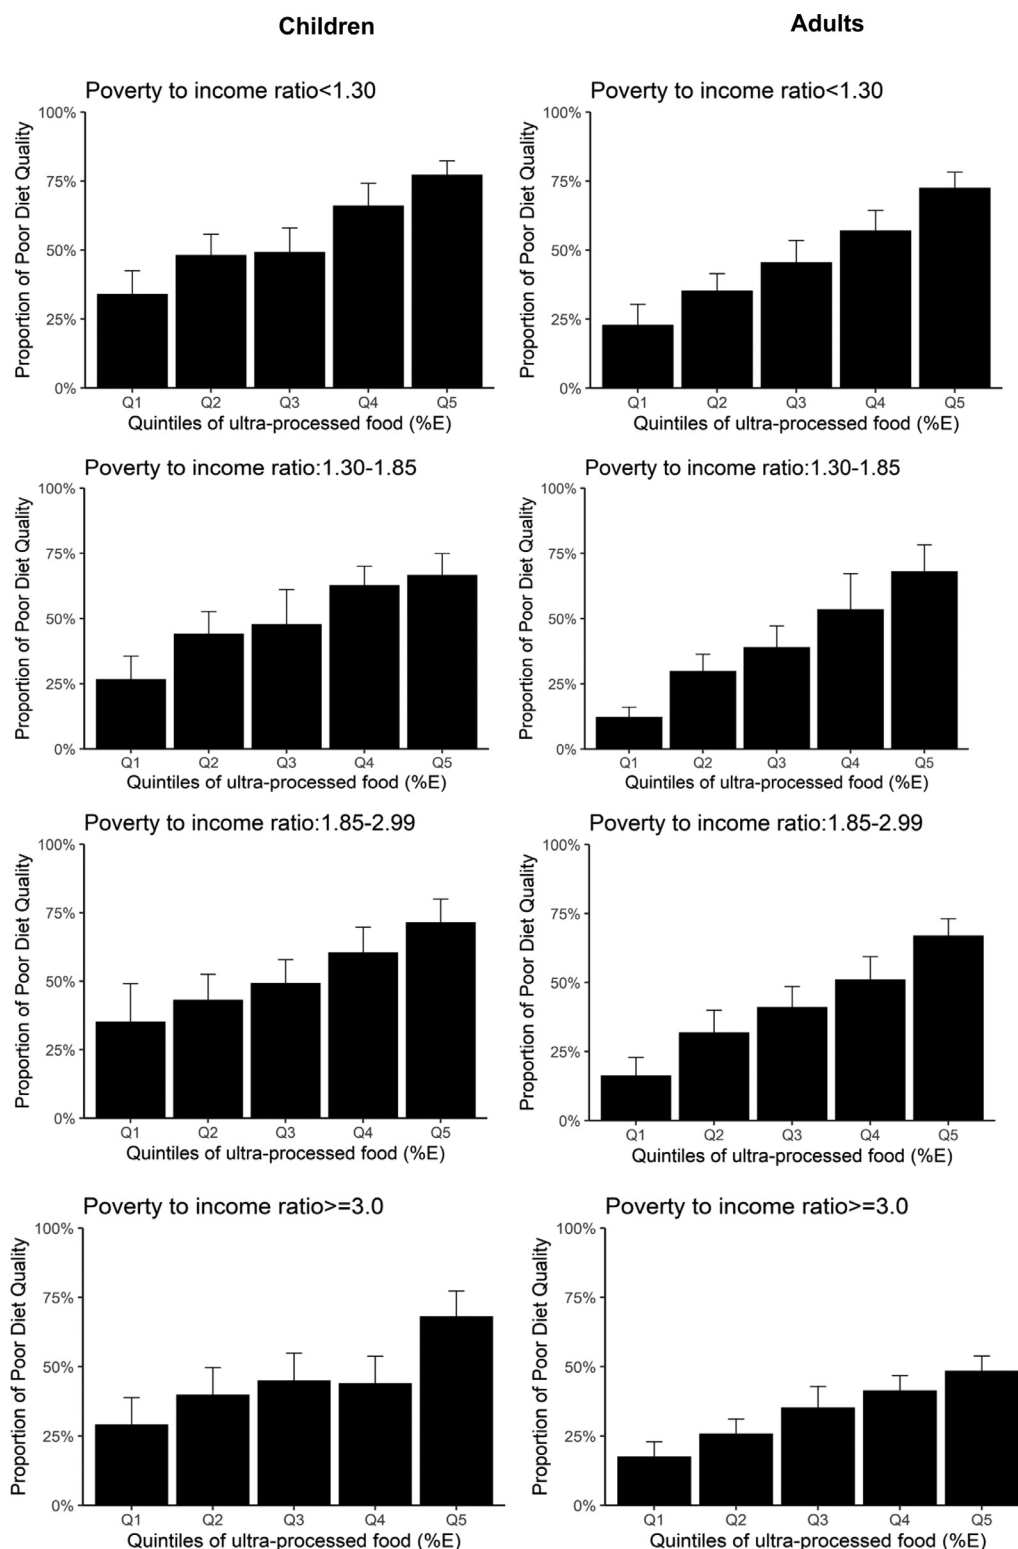 Children
Adults
Poverty to income ratio<1.30
Proportion of Poor Diet Quality
100%
75%
50%
25%
0%
Q1 Q2 Q3 Q4 Q5
Quintiles of ultra-processed food (%E)
Poverty to income ratio<1.30
Proportion of Poor Diet Quality
100%
75%
50%
25%
0%
Q1 Q2 Q3 Q4 Q5
Quintiles of ultra-processed food (%E)
Poverty to income ratio:1.30-1.85
Proportion of Poor Diet Quality
100%
75%
50%
25%
0%
Q1 Q2 Q3 Q4 Q5
Quintiles of ultra-processed food (%E)
Poverty to income ratio:1.30-1.85
Proportion of Poor Diet Quality
100%
75%
50%
25%
0%
Q1 Q2 Q3 Q4 Q5
Quintiles of ultra-processed food (%E)
Poverty to income ratio:1.85-2.99
Proportion of Poor Diet Quality
100%
75%
50%
25%
0%
Q1 Q2 Q3 Q4 Q5
Quintiles of ultra-processed food (%E)
Poverty to income ratio:1.85-2.99
Proportion of Poor Diet Quality
100%
75%
50%
25%
0%
Q1 Q2 Q3 Q4 Q5
Quintiles of ultra-processed food (%E)
Poverty to income ratio>=3.0
Proportion of Poor Diet Quality
100%
75%
50%
25%
0%
Q1 Q2 Q3 Q4 Q5
Quintiles of ultra-processed food (%E)
Poverty to income ratio>=3.0
Proportion of Poor Diet Quality
100%
75%
50%
25%
0%
Q1 Q2 Q3 Q4 Q5
Quintiles of ultra-processed food (%E)